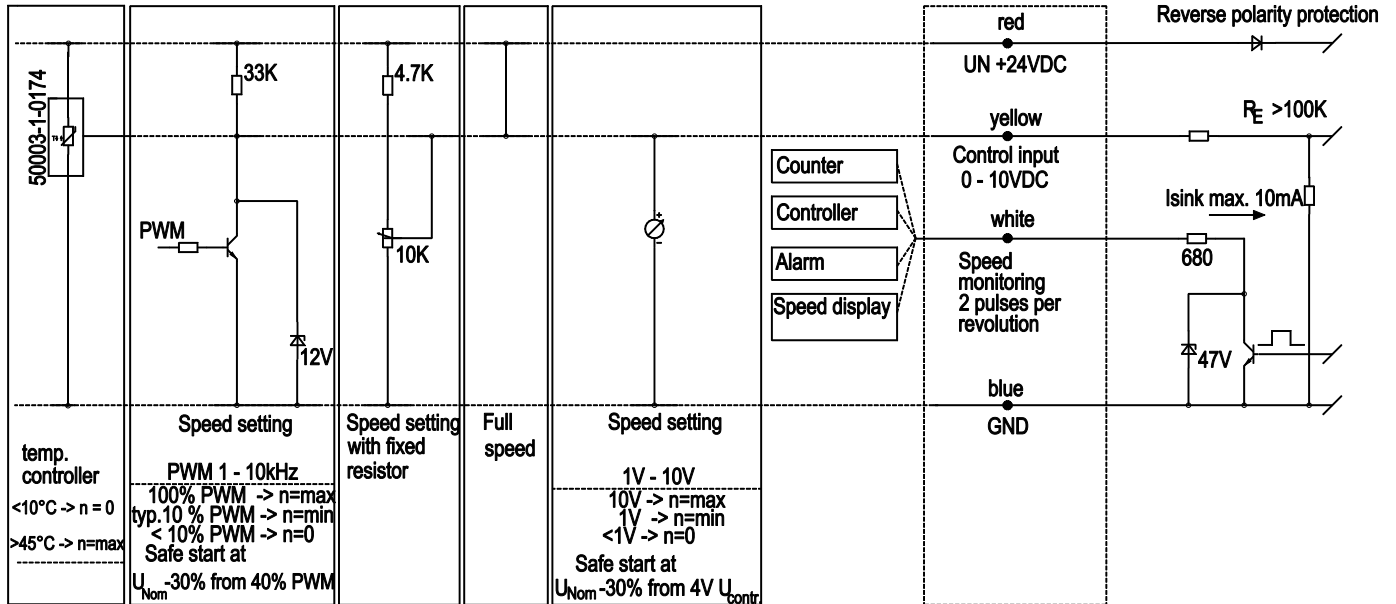 red
Reverse polarity protection
UN +24VDC
33K
4.7K
50003-1-0174
yellow
RE >100K
Control input
0 - 10VDC
Counter
Controller
Alarm
Speed display
Isink max. 10mA
white
PWM
10K
+
-
680
Speed
monitoring
2 pulses per
revolution
12V
47V
blue
GND
temp.
controller
<10°C -> n = 0
>45°C -> n=max
Speed setting
PWM 1 - 10kHz
100% PWM -> n=max
typ.10 % PWM -> n=min
< 10% PWM -> n=0
Safe start at
UNom -30% from 40% PWM
Speed setting
with fixed
resistor
Full
speed
Speed setting
1V - 10V
10V -> n=max
1V -> n=min
<1V -> n=0
Safe start at
UNom -30% from 4V Ucontr.